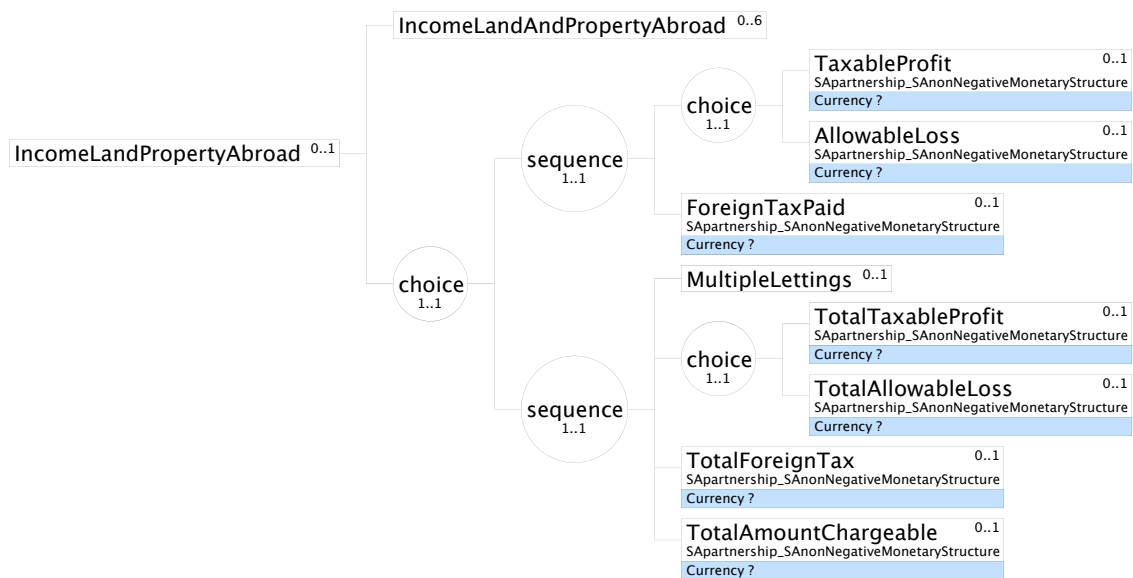 IncomeLandAndPropertyAbroad 0..6
TaxableProfit 0..1
SApartnership_SAnonNegativeMonetaryStructure
Currency ?
choice
1..1
AllowableLoss 0..1
SApartnership_SAnonNegativeMonetaryStructure
Currency ?
IncomeLandPropertyAbroad 0..1
sequence
1..1
ForeignTaxPaid 0..1
SApartnership_SAnonNegativeMonetaryStructure
Currency ?
choice
1..1
MultipleLettings 0..1
TotalTaxableProfit 0..1
SApartnership_SAnonNegativeMonetaryStructure
Currency ?
choice
1..1
TotalAllowableLoss 0..1
SApartnership_SAnonNegativeMonetaryStructure
Currency ?
sequence
1..1
TotalForeignTax 0..1
SApartnership_SAnonNegativeMonetaryStructure
Currency ?
TotalAmountChargeable 0..1
SApartnership_SAnonNegativeMonetaryStructure
Currency ?